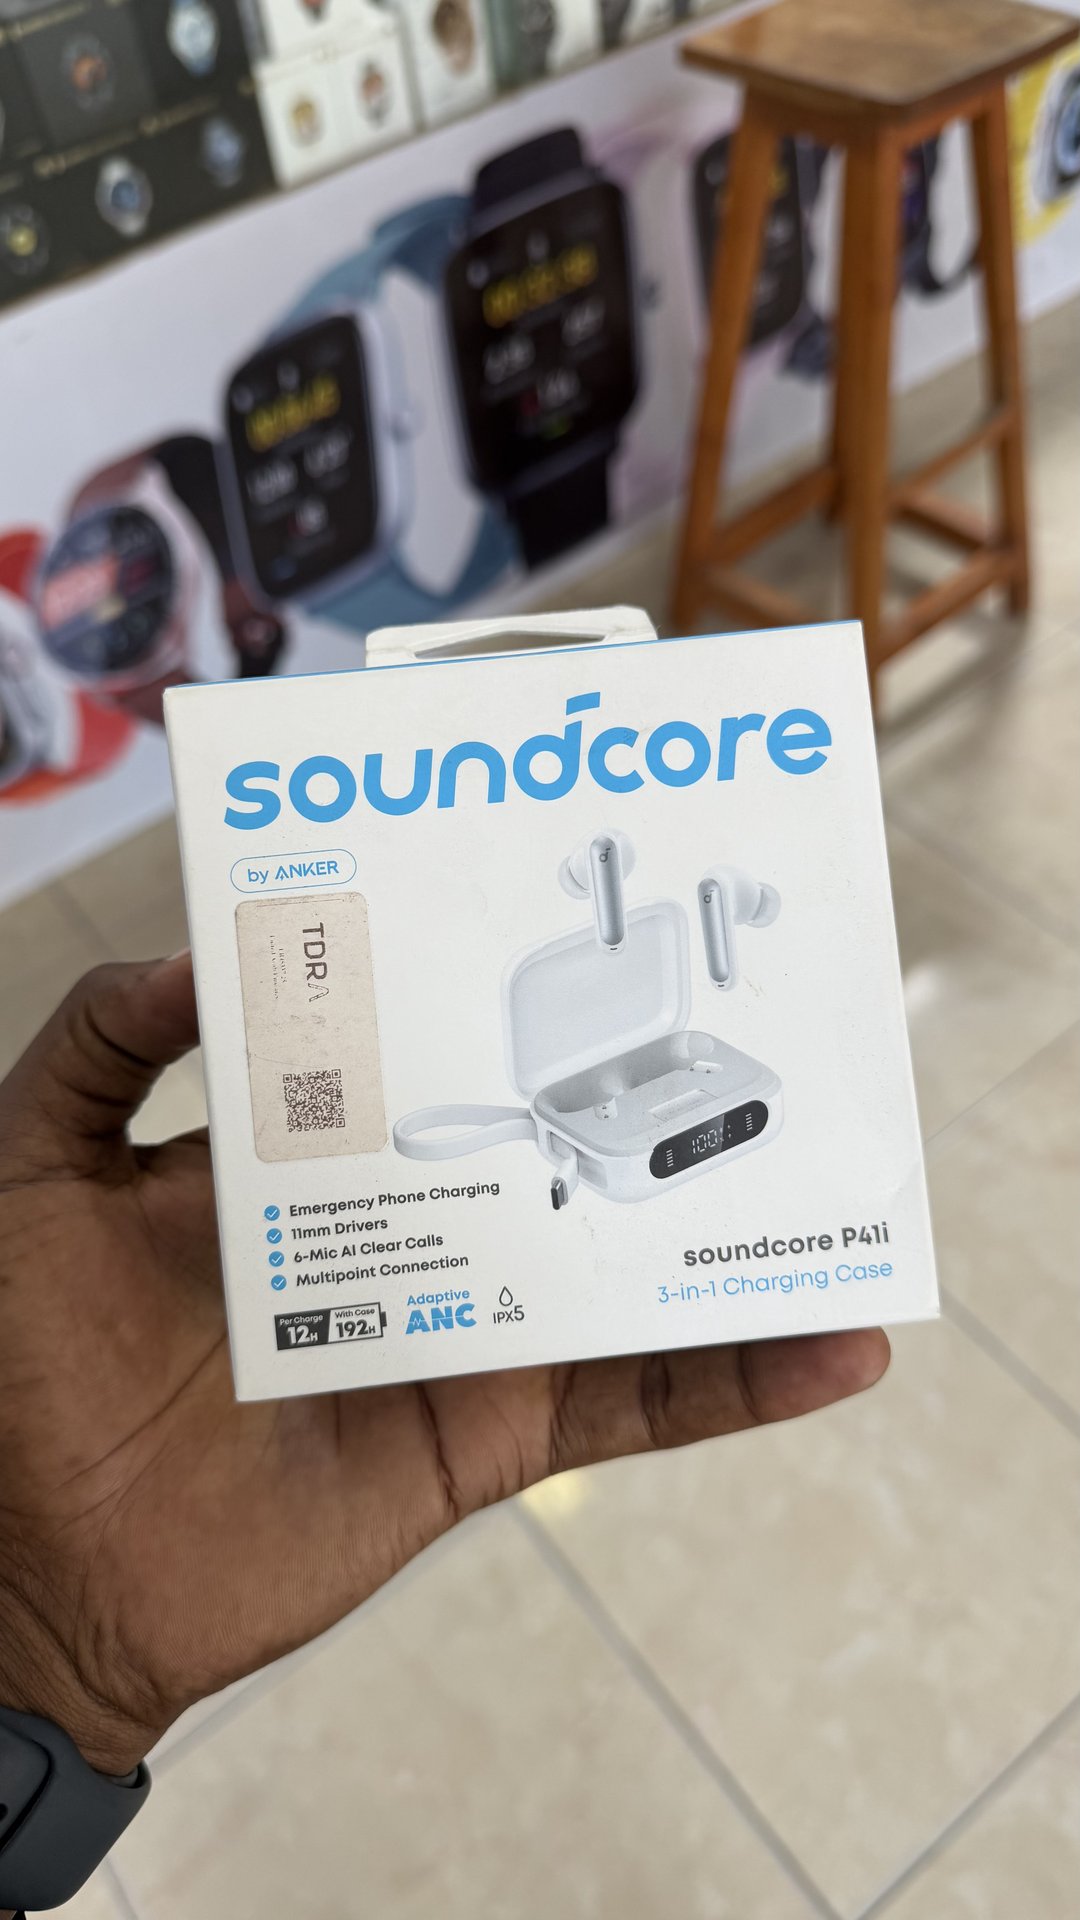 soundcore
by ANKER
TDRA
100%
Emergency Phone Charging
11mm Drivers
6-Mic AI Clear Calls
Multipoint Connection
Per Charge
12H
With Case
192H
Adaptive
ANC
IPX5
soundcore P41i
3-in-1 Charging Case